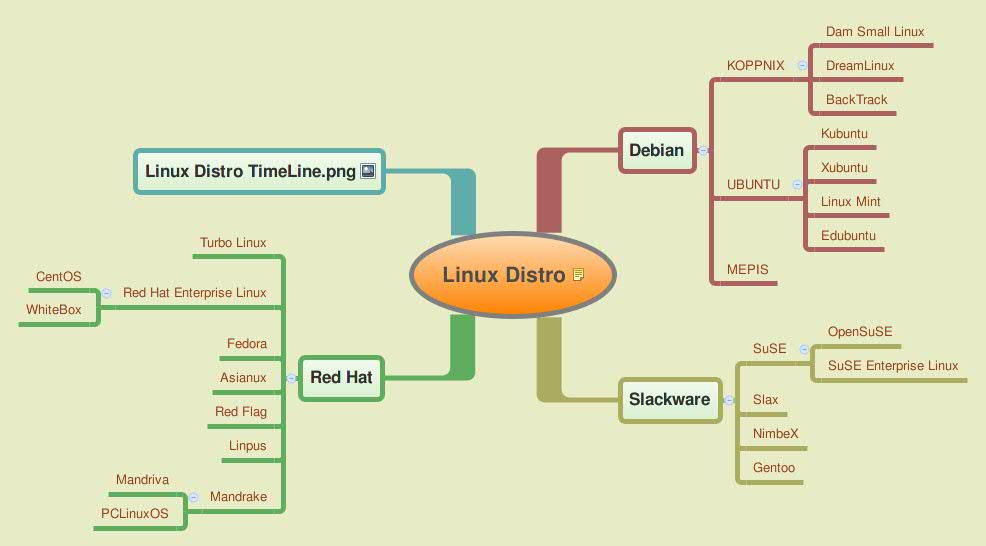 Linux Distro
Linux Distro TimeLine.png
Debian
KOPPNIX
Dam Small Linux
DreamLinux
BackTrack
UBUNTU
Kubuntu
Xubuntu
Linux Mint
Edubuntu
MEPIS
Slackware
SuSE
OpenSuSE
SuSE Enterprise Linux
Slax
NimbeX
Gentoo
Red Hat
Turbo Linux
Red Hat Enterprise Linux
CentOS
WhiteBox
Fedora
Asianux
Red Flag
Linpus
Mandrake
Mandriva
PCLinuxOS